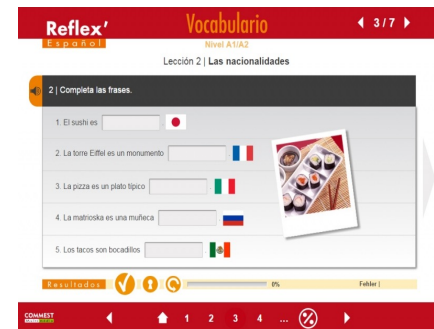 Reflex’
Español
Vocabulario
Nivel A1/A2
3/7
Lección 2 | Las nacionalidades
2 | Completa las frases.
1. El sushi es
2. La torre Eiffel es un monumento
3. La pizza es un plato típico
4. La matrioska es una muñeca
5. Los tacos son bocadillos
Resultados
0%
Fehler |
COMMEST
1 2 3 4 ...